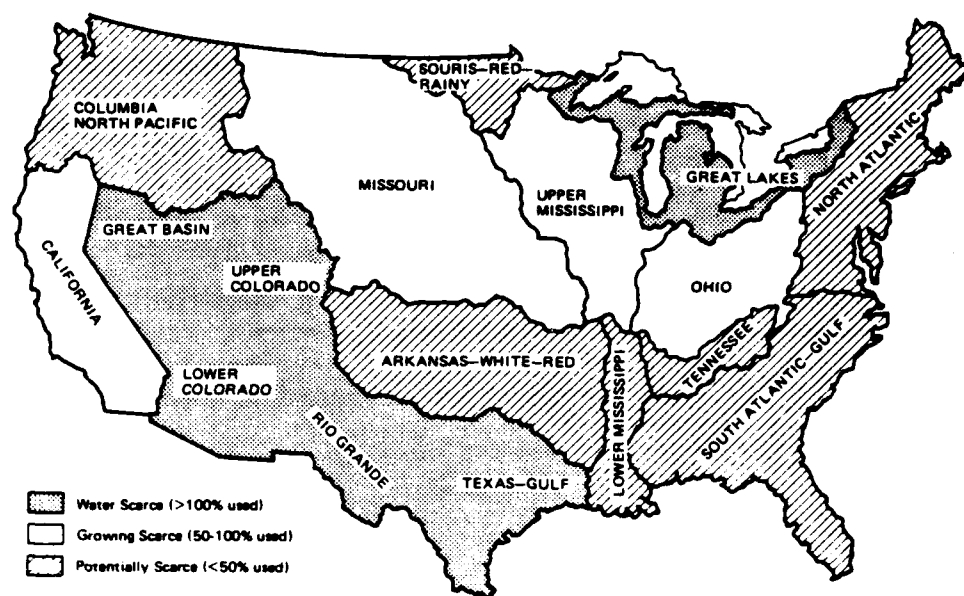 SOURIS–RED–
RAINY
COLUMBIA
NORTH PACIFIC
NORTH ATLANTIC
GREAT LAKES
MISSOURI
UPPER
MISSISSIPPI
GREAT BASIN
CALIFORNIA
UPPER
COLORADO
OHIO
TENNESSEE
ARKANSAS–WHITE–RED
LOWER
COLORADO
LOWER MISSISSIPPI
SOUTH ATLANTIC–GULF
RIO GRANDE
TEXAS–GULF
Water Scarce (>100% used)
Growing Scarce (50-100% used)
Potentially Scarce (<50% used)